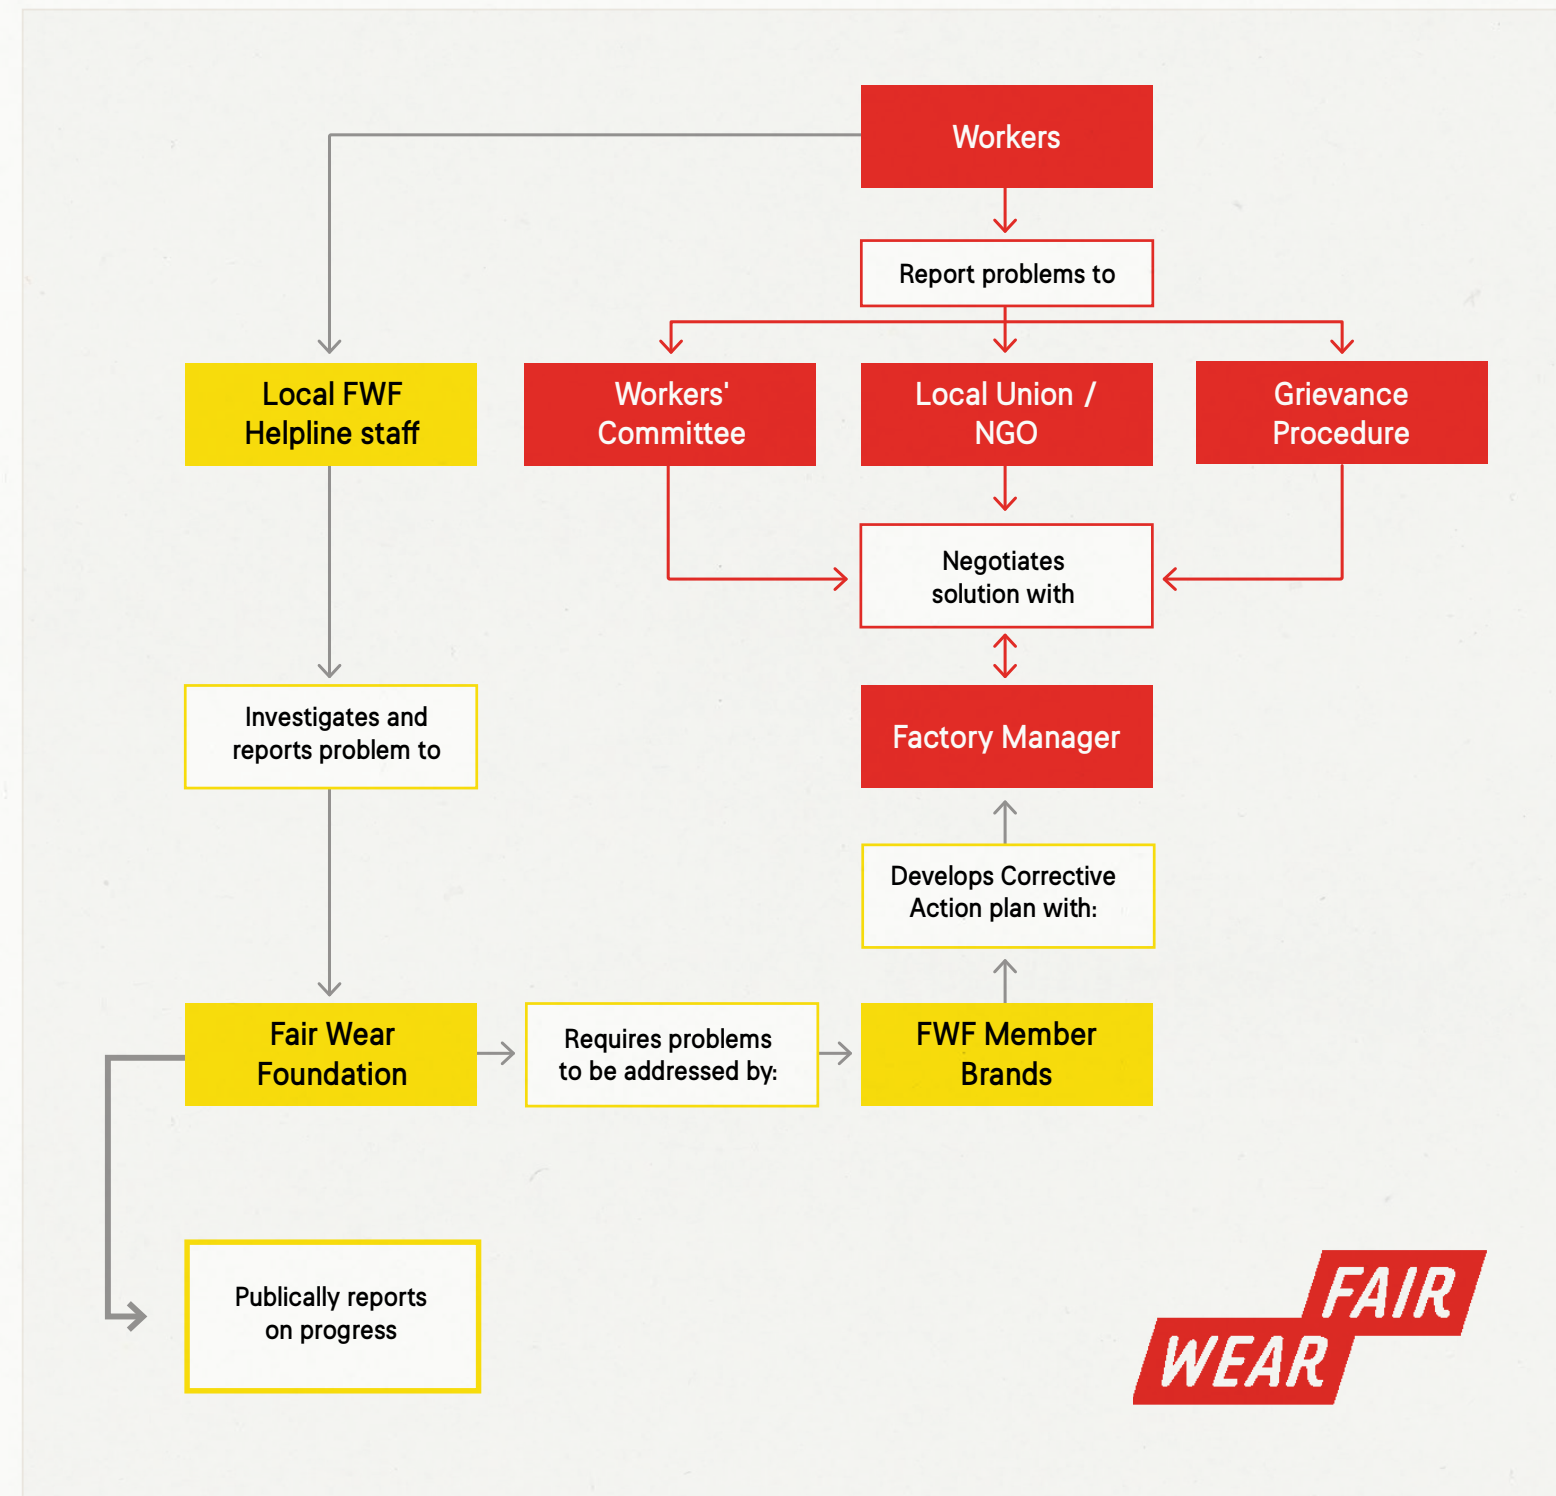 Workers
Report problems to
Local FWF
Helpline staff
Workers'
Committee
Local Union /
NGO
Grievance
Procedure
Negotiates
solution with
Investigates and
reports problem to
Factory Manager
Develops Corrective
Action plan with:
Fair Wear
Foundation
Requires problems
to be addressed by:
FWF Member
Brands
Publically reports
on progress
FAIR
WEAR